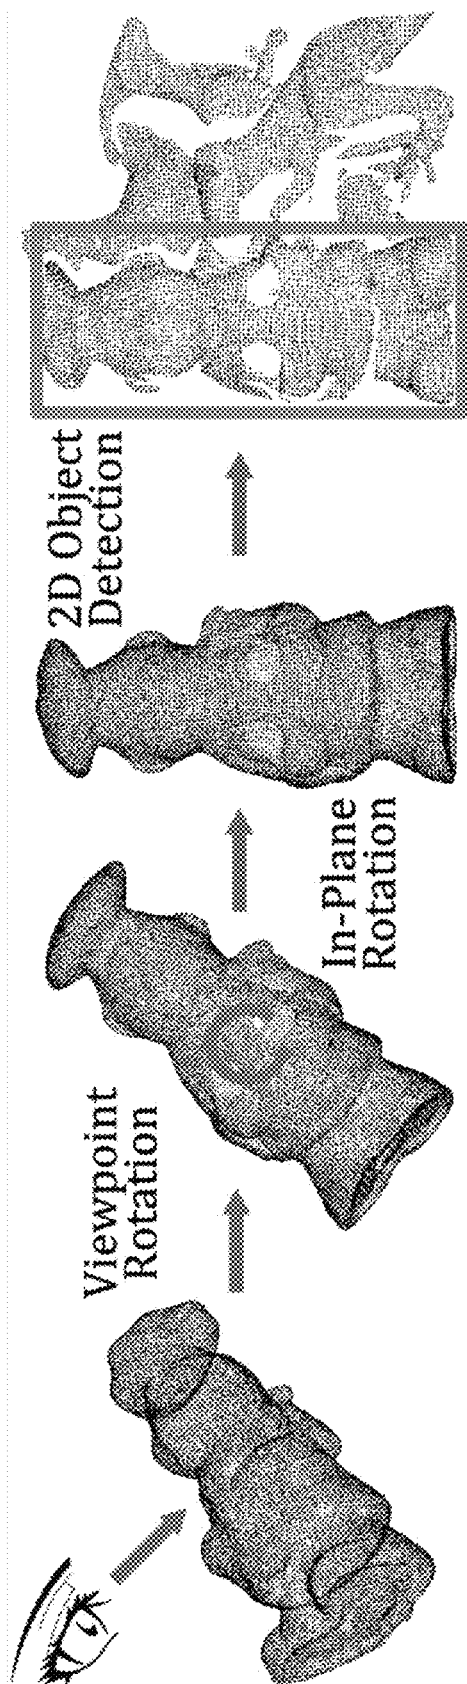 Viewpoint
Rotation
In-Plane
Rotation
2D Object
Detection